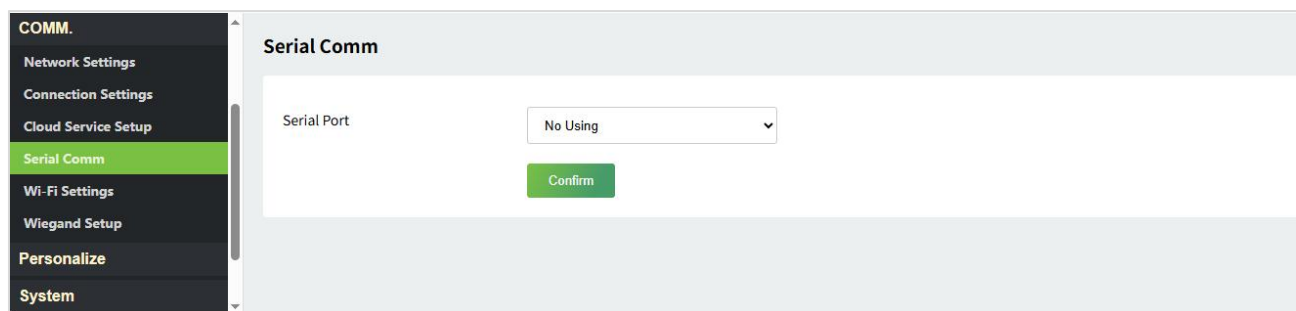 COMM.
Network Settings
Connection Settings
Cloud Service Setup
Serial Comm
Wi-Fi Settings
Wiegand Setup
Personalize
System
Serial Comm
Serial Port
No Using
Confirm